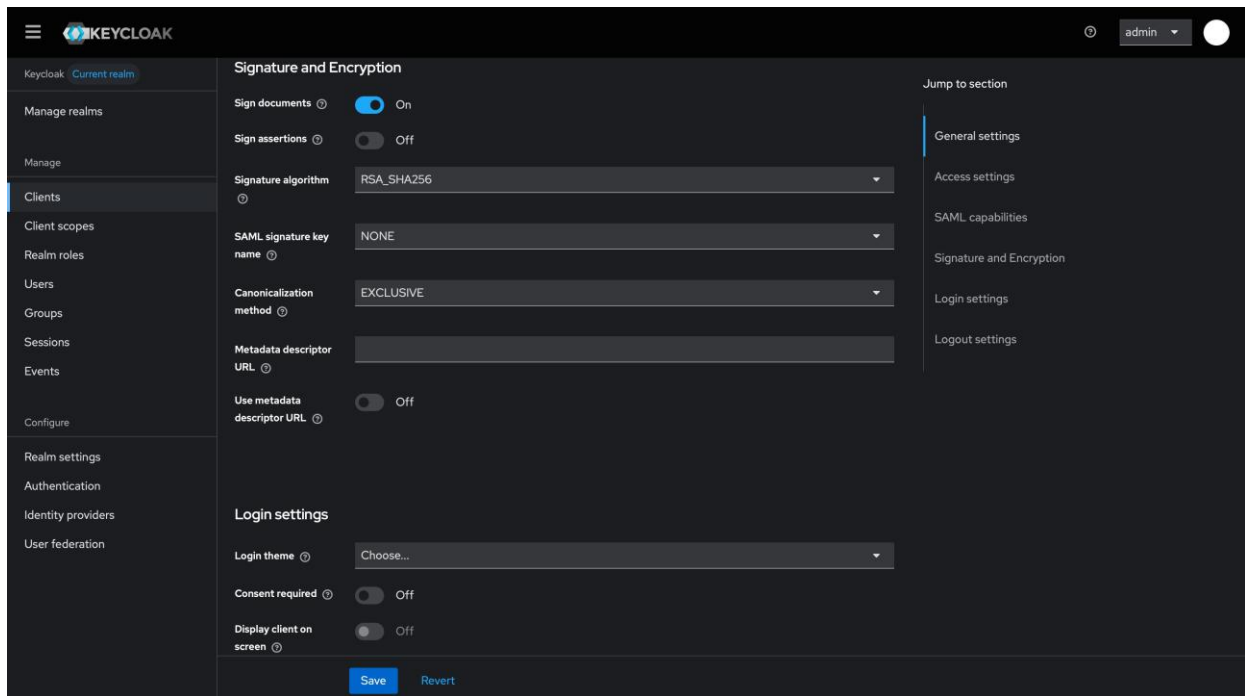 KEYCLOAK
admin
Keycloak Current realm
Manage realms
Manage
Clients
Client scopes
Realm roles
Users
Groups
Sessions
Events
Configure
Realm settings
Authentication
Identity providers
User federation
Signature and Encryption
Sign documents
On
Sign assertions
Off
Signature algorithm
RSA_SHA256
SAML signature key
name
NONE
Canonicalization
method
EXCLUSIVE
Metadata descriptor
URL
Use metadata
descriptor URL
Off
Login settings
Login theme
Choose...
Consent required
Off
Display client on
screen
Off
Save
Revert
Jump to section
General settings
Access settings
SAML capabilities
Signature and Encryption
Login settings
Logout settings